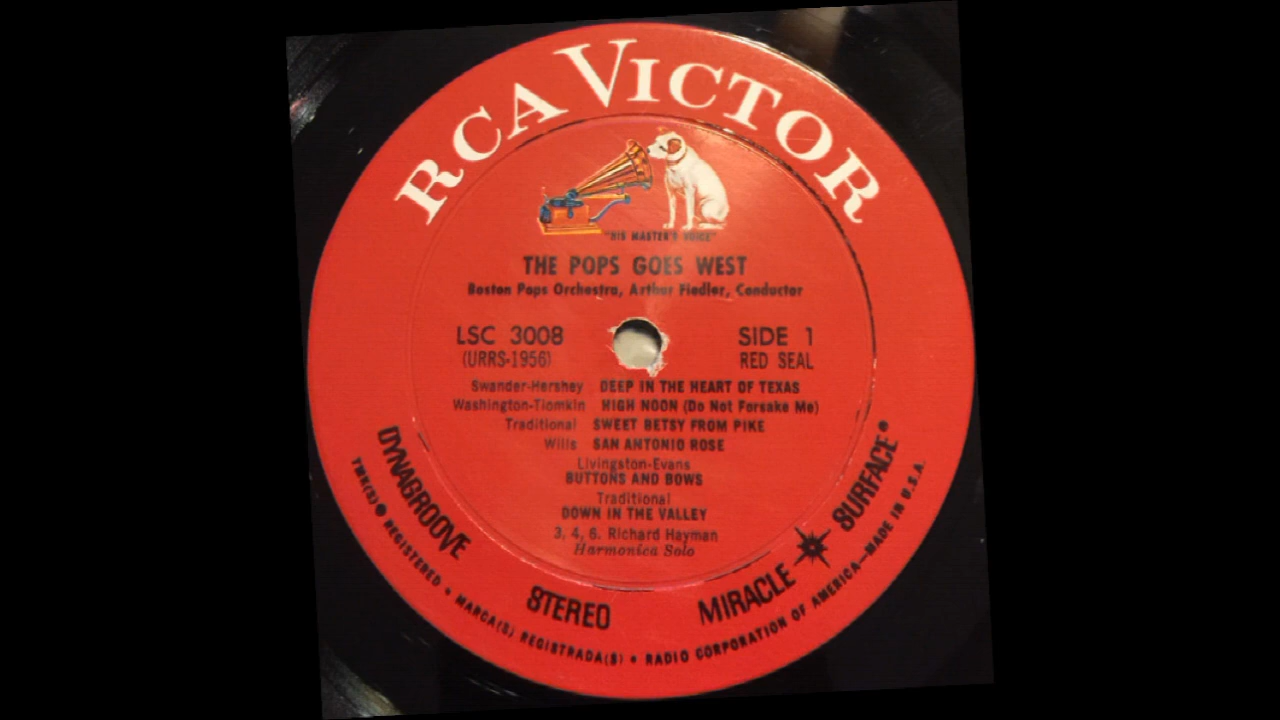 RCA VICTOR
"HIS MASTER'S VOICE"
THE POPS GOES WEST
Boston Pops Orchestra, Arthur Fiedler, Conductor
LSC 3008 SIDE 1
(URRS-1956) RED SEAL
Swander-Hershey DEEP IN THE HEART OF TEXAS
Washington-Tiomkin HIGH NOON (Do Not Forsake Me)
Traditional SWEET BETSY FROM PIKE
Wills SAN ANTONIO ROSE
Livingston-Evans
BUTTONS AND BOWS
Traditional
DOWN IN THE VALLEY
3, 4, 6. Richard Hayman
Harmonica Solo
DYNAGROOVE STEREO MIRACLE SURFACE®
TMK(S)® REGISTERED • MARCA(S) REGISTRADA(S) • RADIO CORPORATION OF AMERICA—MADE IN U.S.A.